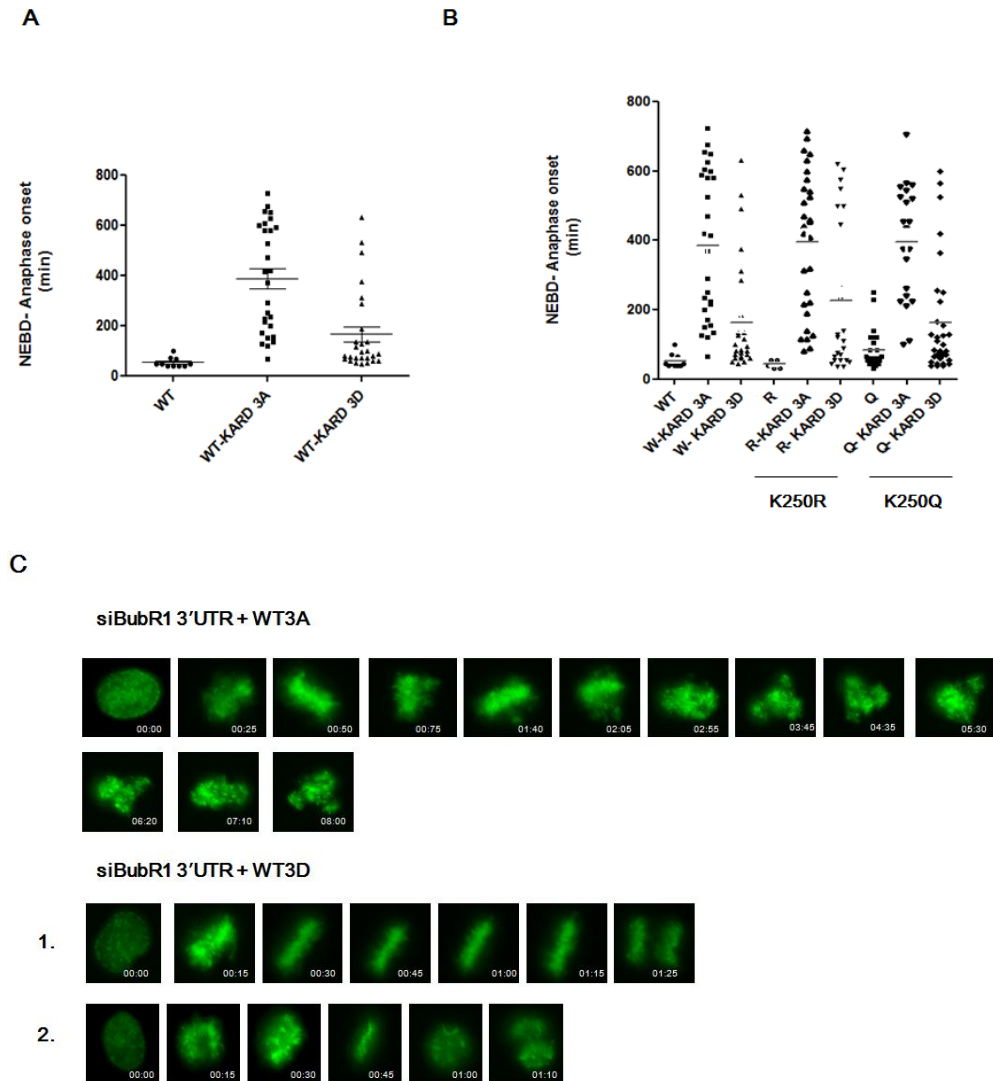 A
B
NEBD- Anaphase onset
(min)
800
600
400
200
0
WT
WT-KARD 3A
WT-KARD 3D
NEBD- Anaphase onset
(min)
800
600
400
200
0
WT
W-KARD 3A
W- KARD 3D
R
R-KARD 3A
R- KARD 3D
Q
Q- KARD 3A
Q- KARD 3D
K250R
K250Q
C
siBubR1 3'UTR + WT3A
00:00
00:25
00:50
00:75
01:40
02:05
02:55
03:45
04:35
05:30
06:20
07:10
08:00
siBubR1 3'UTR + WT3D
1.
00:00
00:15
00:30
00:45
01:00
01:15
01:25
2.
00:00
00:15
00:30
00:45
01:00
01:10